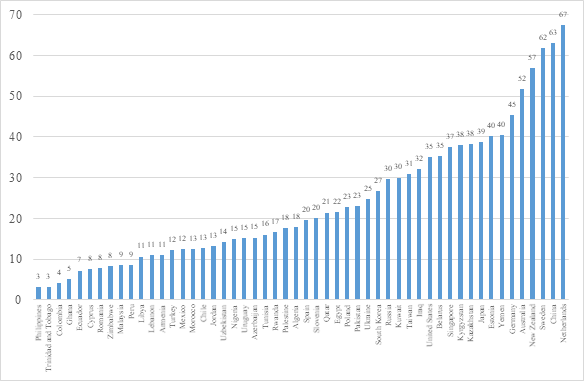 70
60
50
40
30
20
10
0
3
3
4
5
7
8
8
8
9
9
11
11
11
12
12
13
13
13
14
15
15
15
16
17
18
18
20
20
21
22
23
23
25
27
30
30
31
32
35
35
37
38
38
39
40
40
45
52
57
62
63
67
Philippines
Trinidad and Tobago
Colombia
Ghana
Ecuador
Cyprus
Romania
Zimbabwe
Malaysia
Peru
Libya
Lebanon
Armenia
Turkey
Mexico
Morocco
Chile
Jordan
Uzbekistan
Nigeria
Uruguay
Azerbaijan
Tunisia
Rwanda
Palesine
Algeria
Spain
Slovenia
Qatar
Egypt
Poland
Pakistan
Ukraine
South Korea
Russia
Kuwait
Taiwan
Iraq
United States
Belarus
Singapore
Kyrgyzstan
Kazakhstan
Japan
Estonia
Yemen
Germany
Australia
New Zealand
Sweden
China
Netherlands